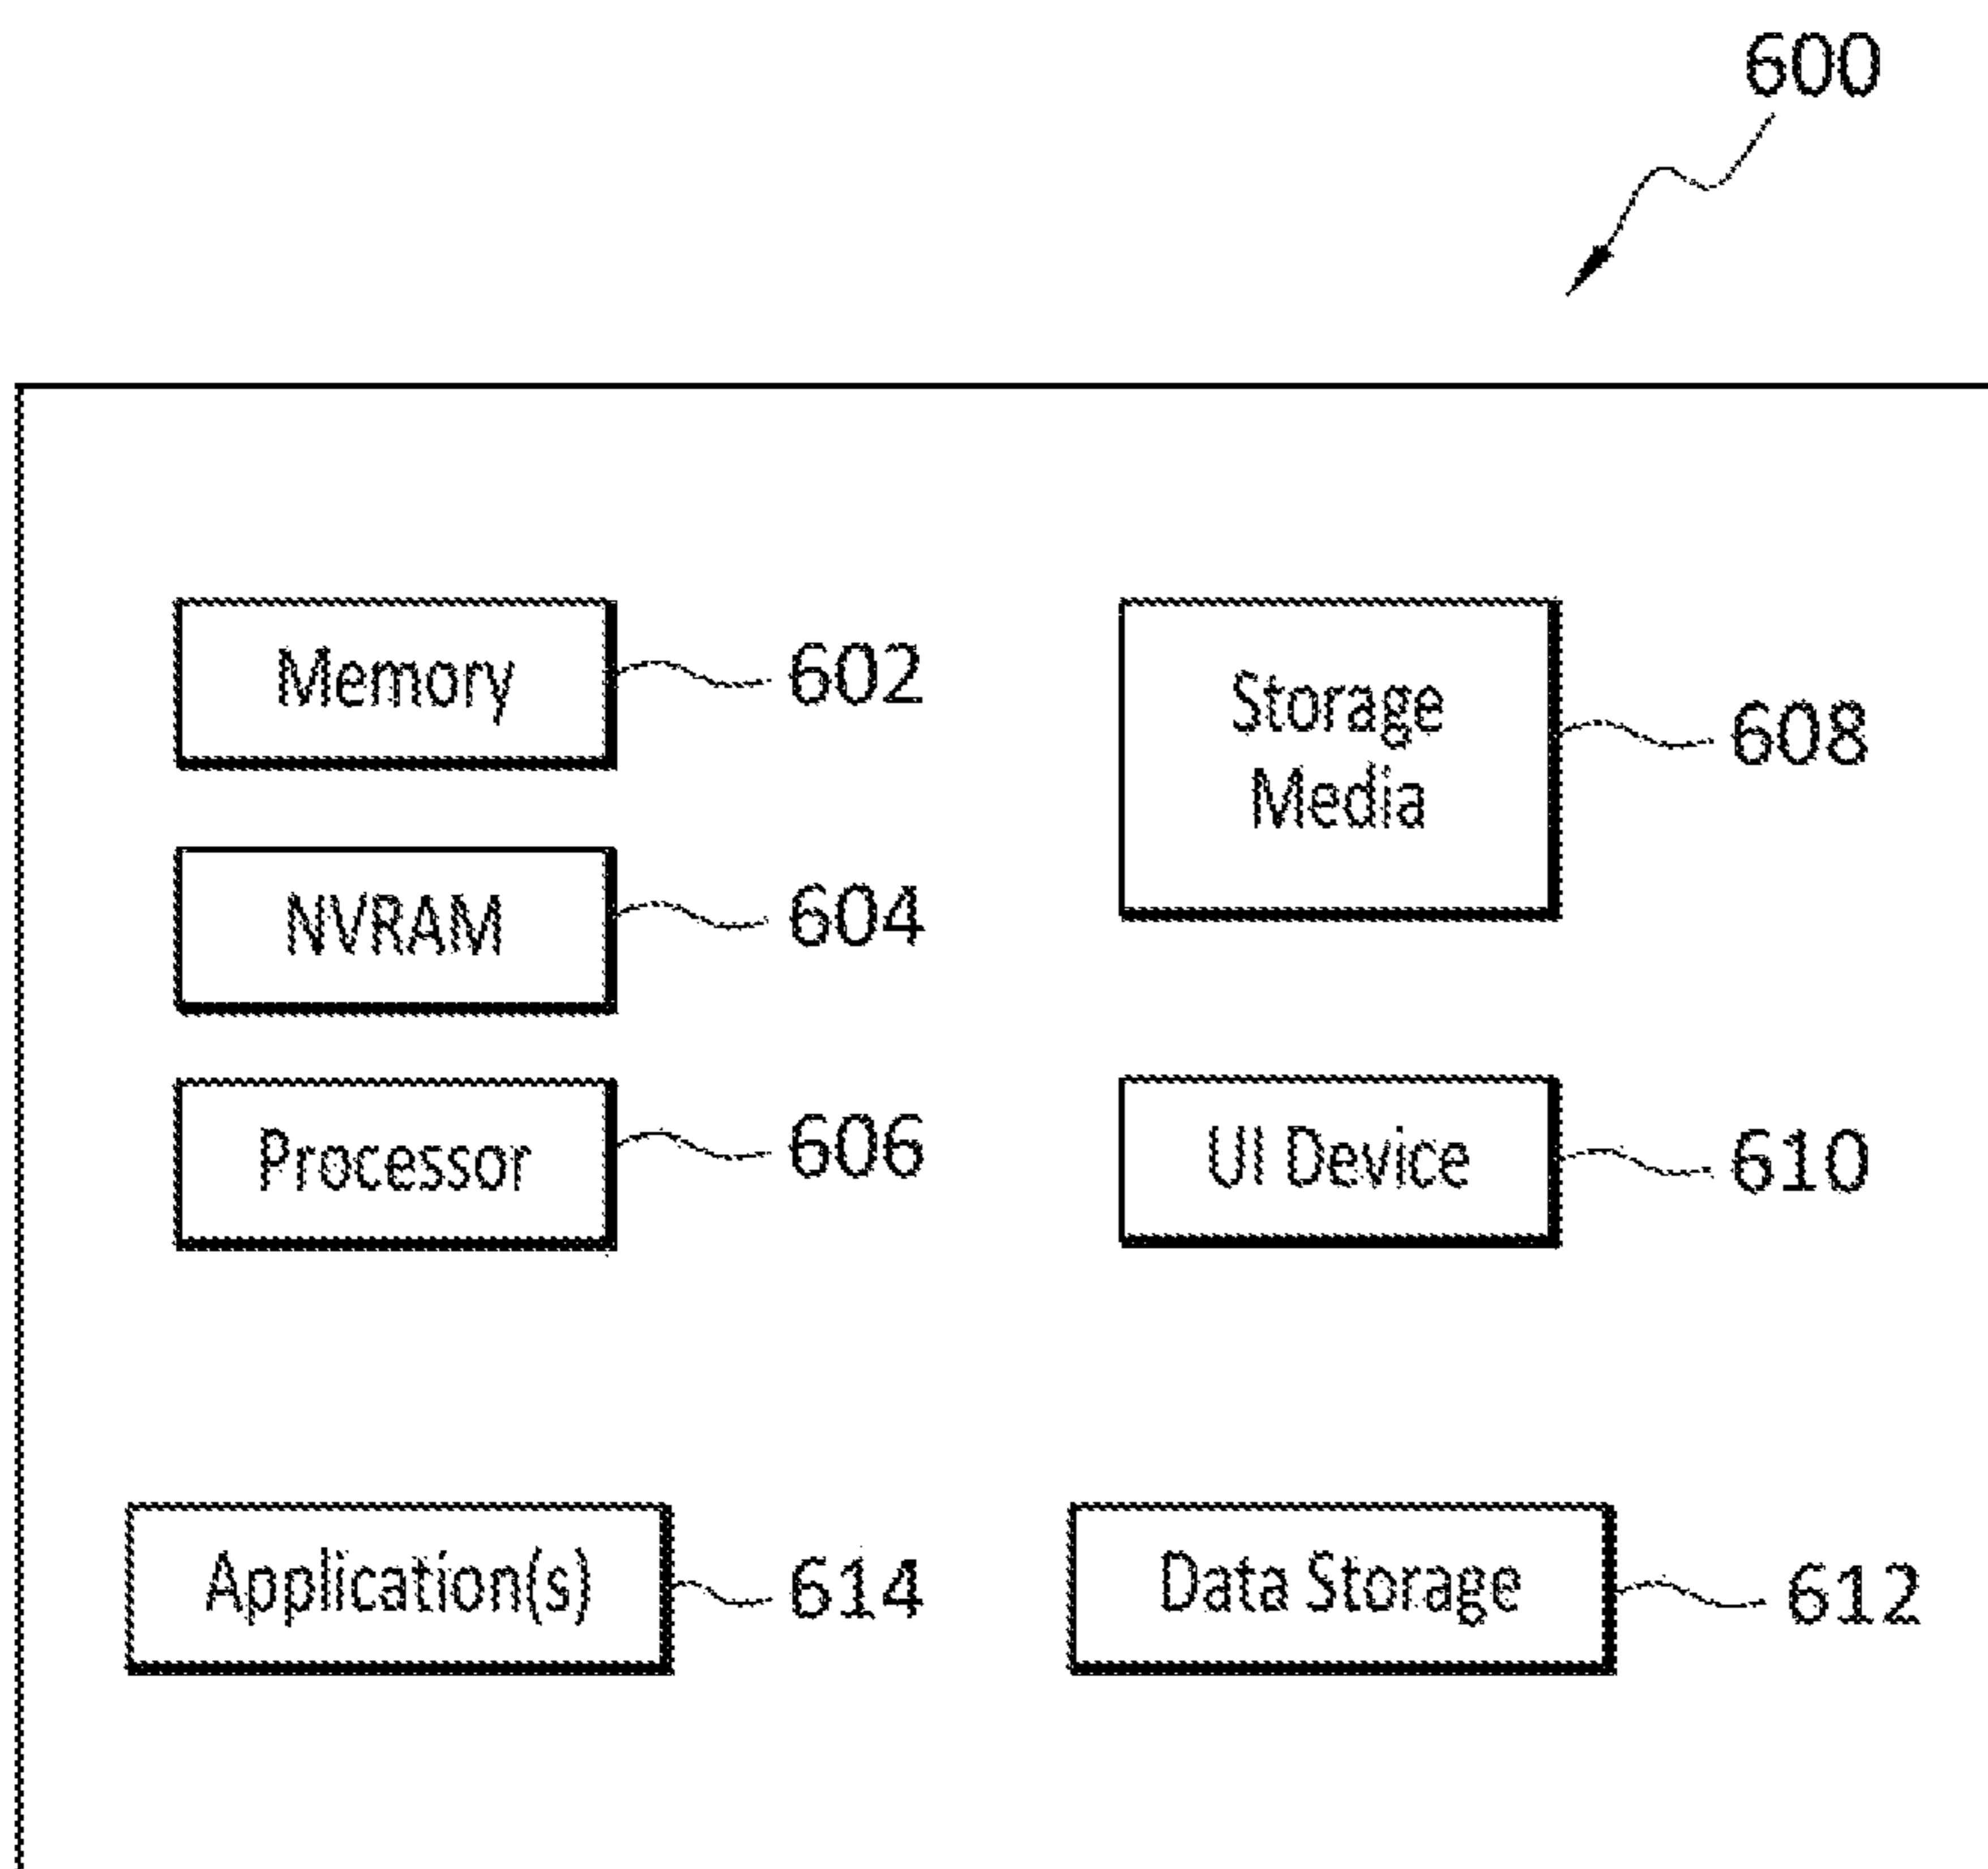 600
Memory
602
NVRAM
604
Processor
606
Storage
Media
608
UI Device
610
Application(s)
614
Data Storage
612